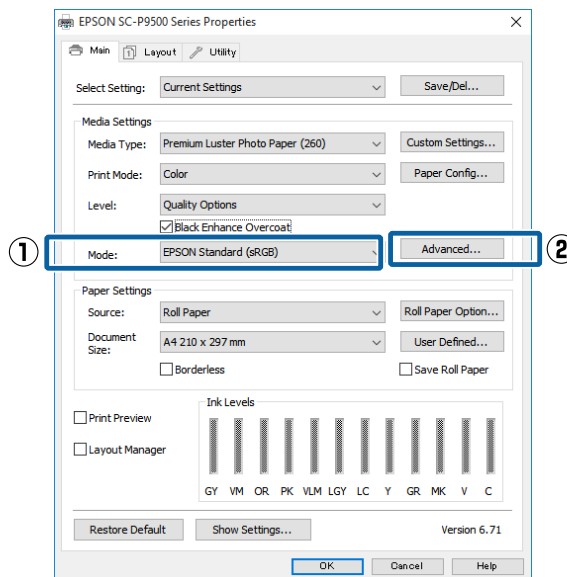 EPSON SC-P9500 Series Properties
Main Layout Utility
Select Setting: Current Settings Save/Del...
Media Settings
Media Type: Premium Luster Photo Paper (260) Custom Settings...
Print Mode: Color Paper Config...
Level: Quality Options
Black Enhance Overcoat
① Mode: EPSON Standard (sRGB) Advanced... ②
Paper Settings
Source: Roll Paper Roll Paper Option...
Document
Size: A4 210 x 297 mm User Defined...
Borderless Save Roll Paper
Ink Levels
Print Preview
Layout Manager
GY VM OR PK VLM LGY LC Y GR MK V C
Restore Default Show Settings... Version 6.71
OK Cancel Help